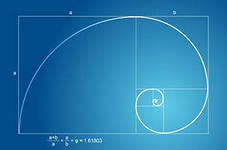 a b
a
a+b/a = a/b = φ = 1.61803